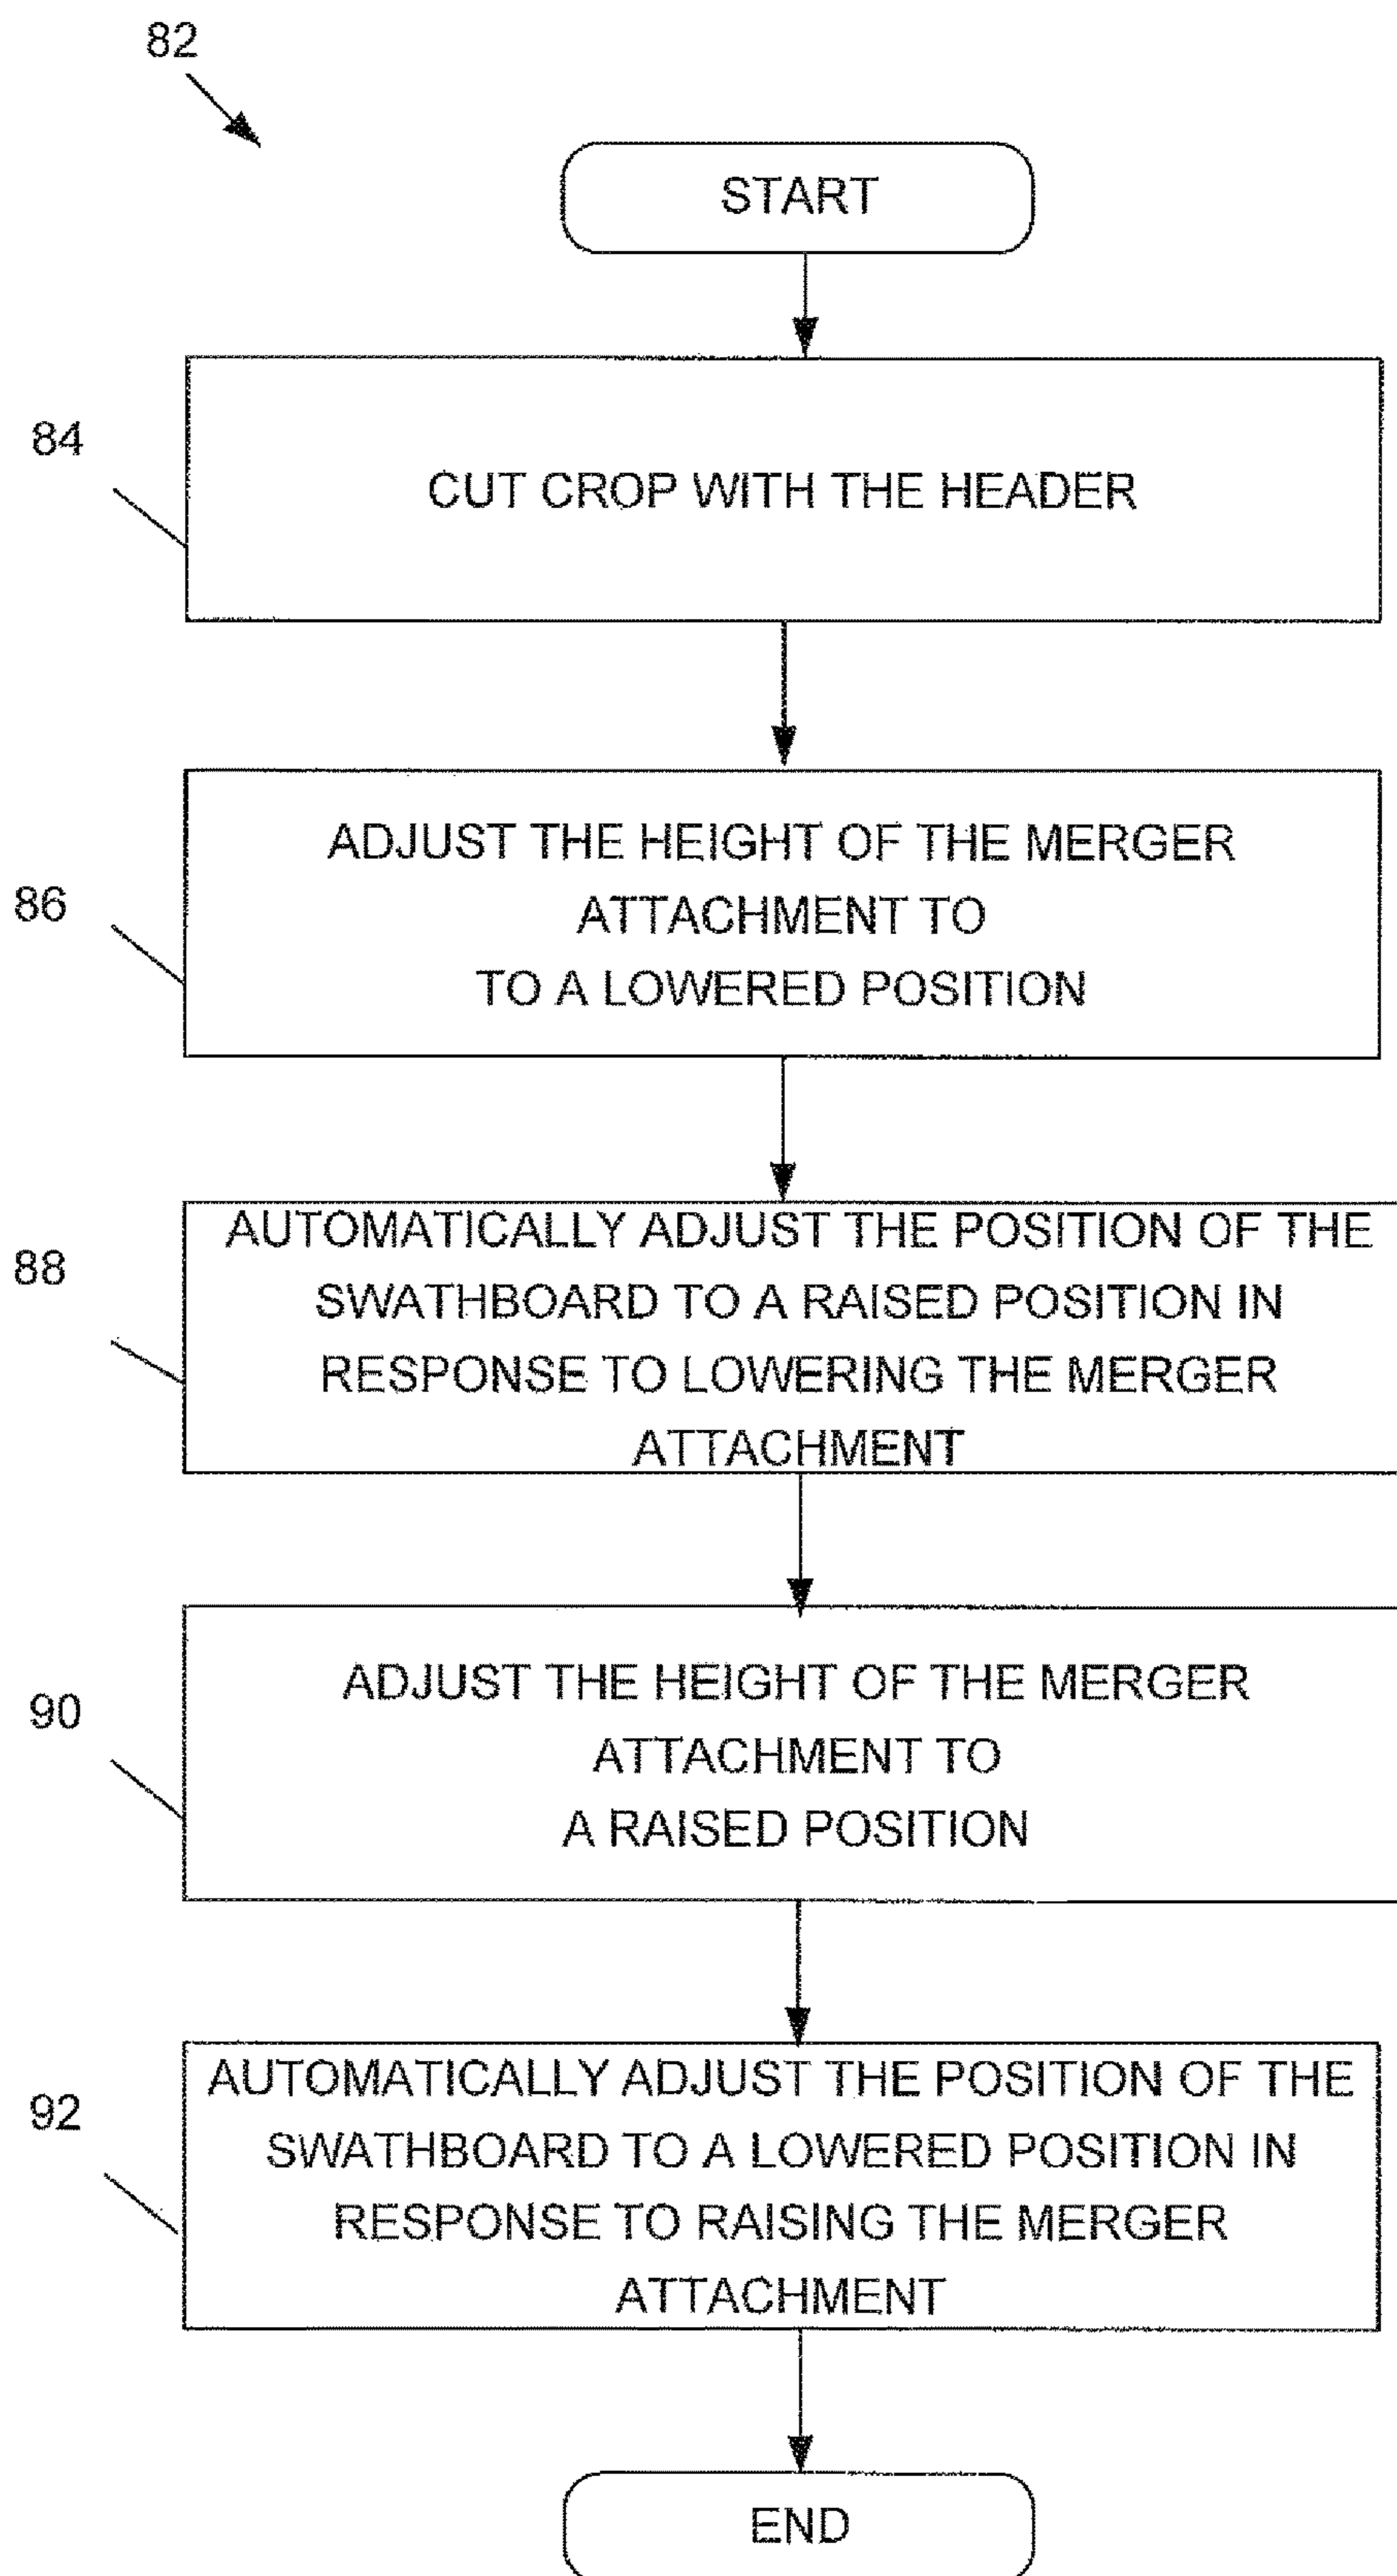 82
START
84
CUT CROP WITH THE HEADER
86
ADJUST THE HEIGHT OF THE MERGER
ATTACHMENT TO
TO A LOWERED POSITION
88
AUTOMATICALLY ADJUST THE POSITION OF THE
SWATHBOARD TO A RAISED POSITION IN
RESPONSE TO LOWERING THE MERGER
ATTACHMENT
90
ADJUST THE HEIGHT OF THE MERGER
ATTACHMENT TO
A RAISED POSITION
92
AUTOMATICALLY ADJUST THE POSITION OF THE
SWATHBOARD TO A LOWERED POSITION IN
RESPONSE TO RAISING THE MERGER
ATTACHMENT
END